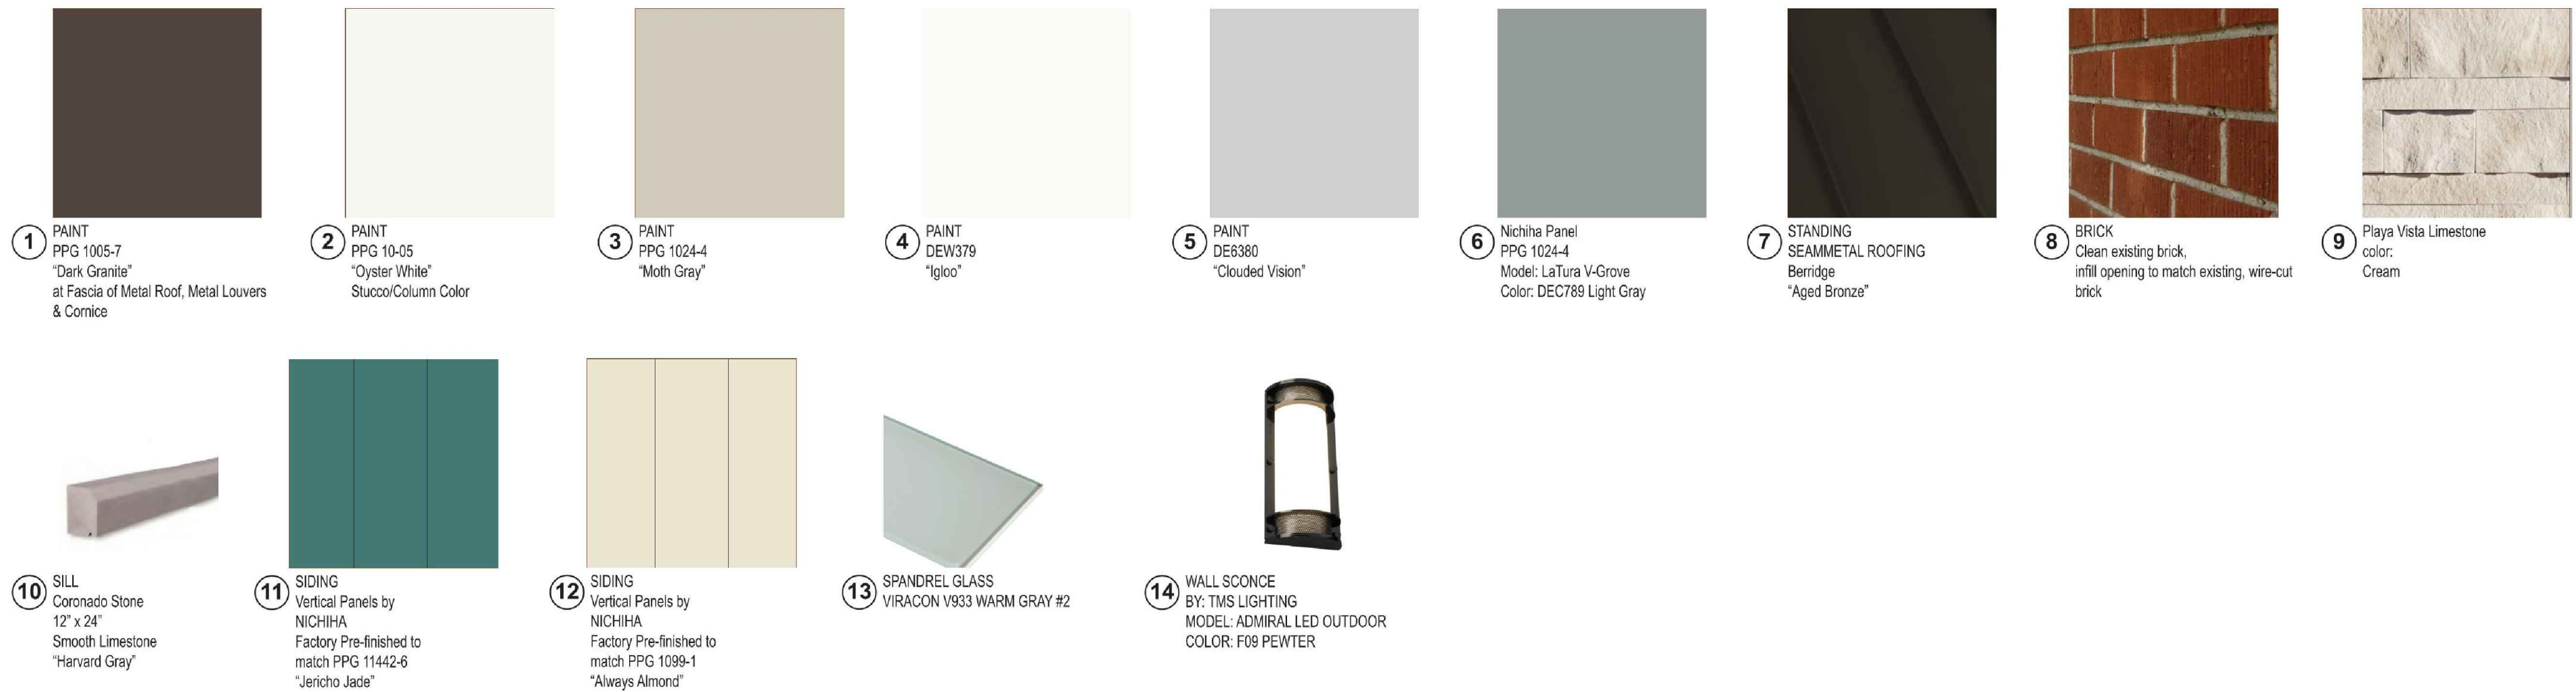 1
PAINT
PPG 1005-7
“Dark Granite”
at Fascia of Metal Roof, Metal Louvers
& Cornice
2
PAINT
PPG 10-05
“Oyster White”
Stucco/Column Color
3
PAINT
PPG 1024-4
“Moth Gray”
4
PAINT
DEW379
“Igloo”
5
PAINT
DE6380
“Clouded Vision”
6
Nichiha Panel
PPG 1024-4
Model: LaTura V-Grove
Color: DEC789 Light Gray
7
STANDING
SEAMMETAL ROOFING
Berridge
“Aged Bronze”
8
BRICK
Clean existing brick,
infill opening to match existing, wire-cut
brick
9
Playa Vista Limestone
color:
Cream
10
SILL
Coronado Stone
12” x 24”
Smooth Limestone
“Harvard Gray”
11
SIDING
Vertical Panels by
NICHIHA
Factory Pre-finished to
match PPG 11442-6
“Jericho Jade”
12
SIDING
Vertical Panels by
NICHIHA
Factory Pre-finished to
match PPG 1099-1
“Always Almond”
13
SPANDREL GLASS
VIRACON V933 WARM GRAY #2
14
WALL SCONCE
BY: TMS LIGHTING
MODEL: ADMIRAL LED OUTDOOR
COLOR: F09 PEWTER